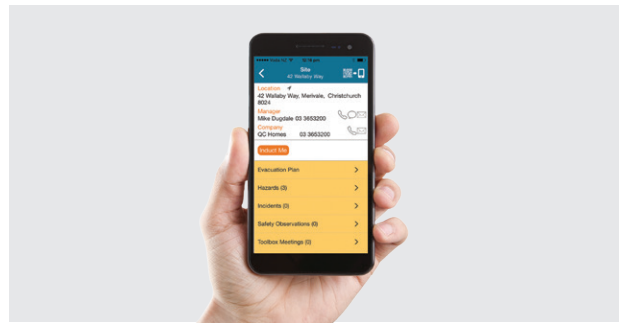 Site
42 Wallaby Way
Location
42 Wallaby Way, Merivale, Christchurch
8024
Manager
Mike Dugdale 03 3653200
Company
QC Homes 03 3653200
Induct Me
Evacuation Plan
Hazards (0)
Incidents (0)
Safety Observations (0)
Toolbox Meetings (0)